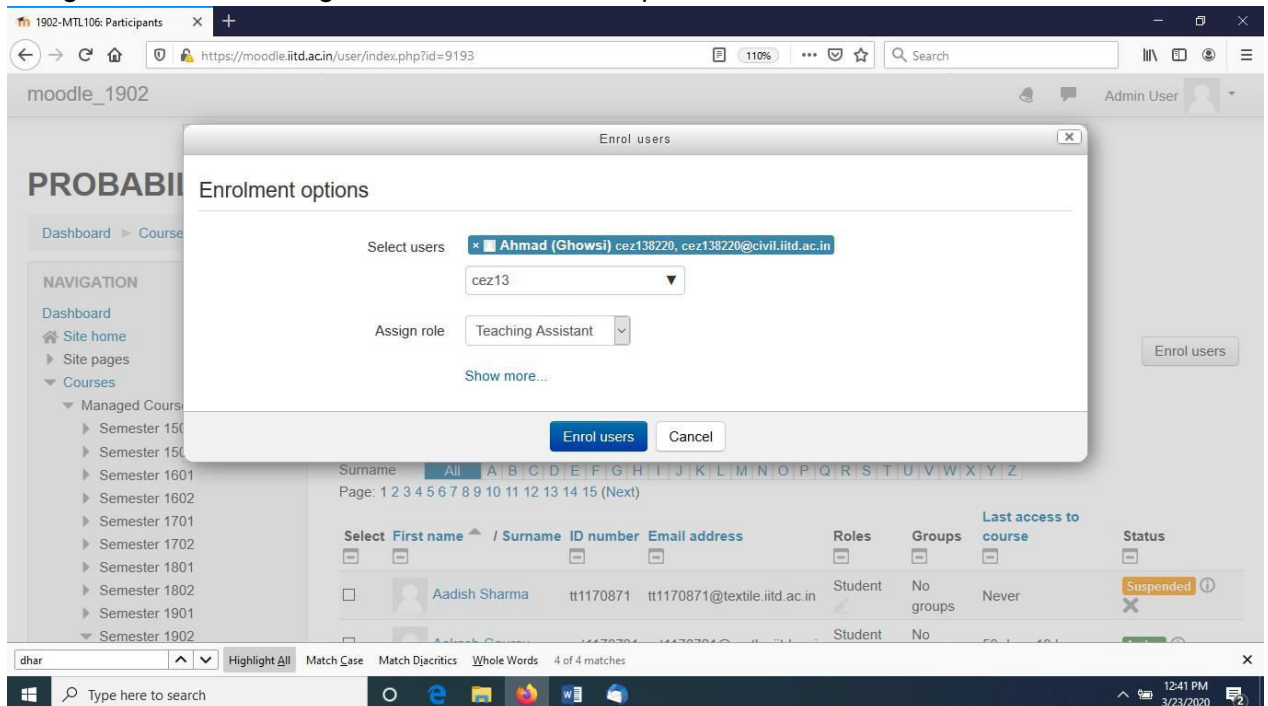 1902-MTL106: Participants
https://moodle.iitd.ac.in/user/index.php?id=9193
110%
Search
moodle_1902
Admin User
Enrol users
PROBABIL
Enrolment options
Dashboard Course
Select users
× Ahmad (Ghowsi) cez138220, cez138220@civil.iitd.ac.in
cez13
NAVIGATION
Dashboard
Site home
Site pages
Courses
Assign role Teaching Assistant
Enrol users
Show more...
Managed Cours
Semester 150
Semester 150
Enrol users Cancel
Semester 1601
Semester 1602
Semester 1701
Semester 1702
Semester 1801
Semester 1802
Semester 1901
Semester 1902
Surname All A B C D E F G H I J K L M N O P Q R S T U V W X Y Z
Page: 1 2 3 4 5 6 7 8 9 10 11 12 13 14 15 (Next)
Select First name / Surname ID number Email address Roles Groups Last access to course Status
Aadish Sharma tt1170871 tt1170871@textile.iitd.ac.in Student No groups Never Suspended
Student No
dhar Highlight All Match Case Match Diacritics Whole Words 4 of 4 matches
Type here to search
12:41 PM
3/23/2020
2